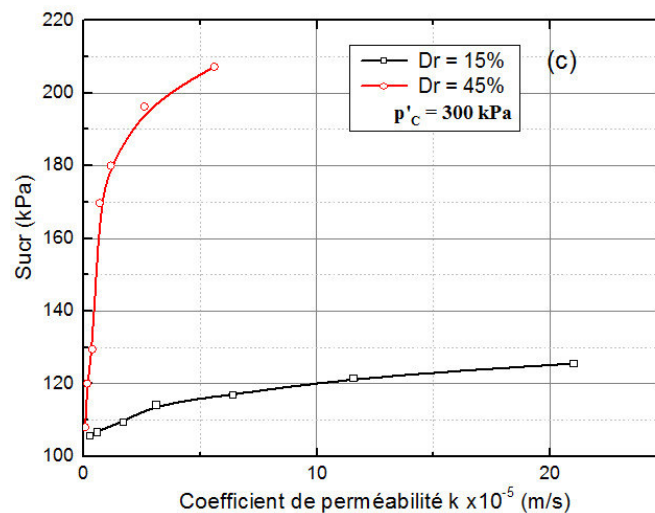 220
200
180
160
140
120
100
Sucr (kPa)
Dr = 15%
Dr = 45%
p'C = 300 kPa
(c)
0
10
20
Coefficient de perméabilité k x10-5 (m/s)